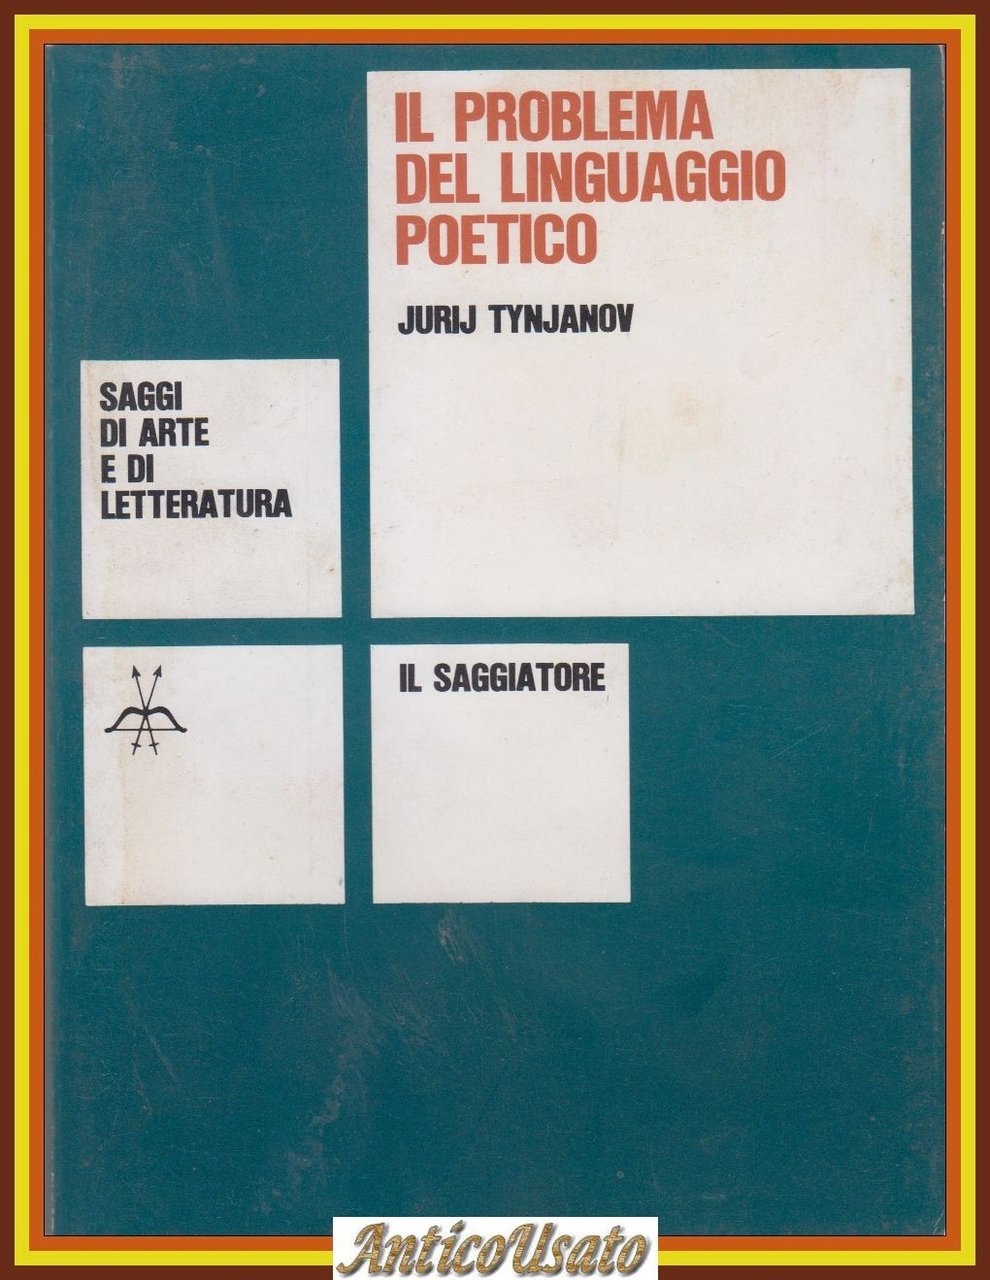 IL PROBLEMA
DEL LINGUAGGIO
POETICO
JURIJ TYNJANOV
SAGGI
DI ARTE
E DI
LETTERATURA
IL SAGGIATORE
AnticoUsato